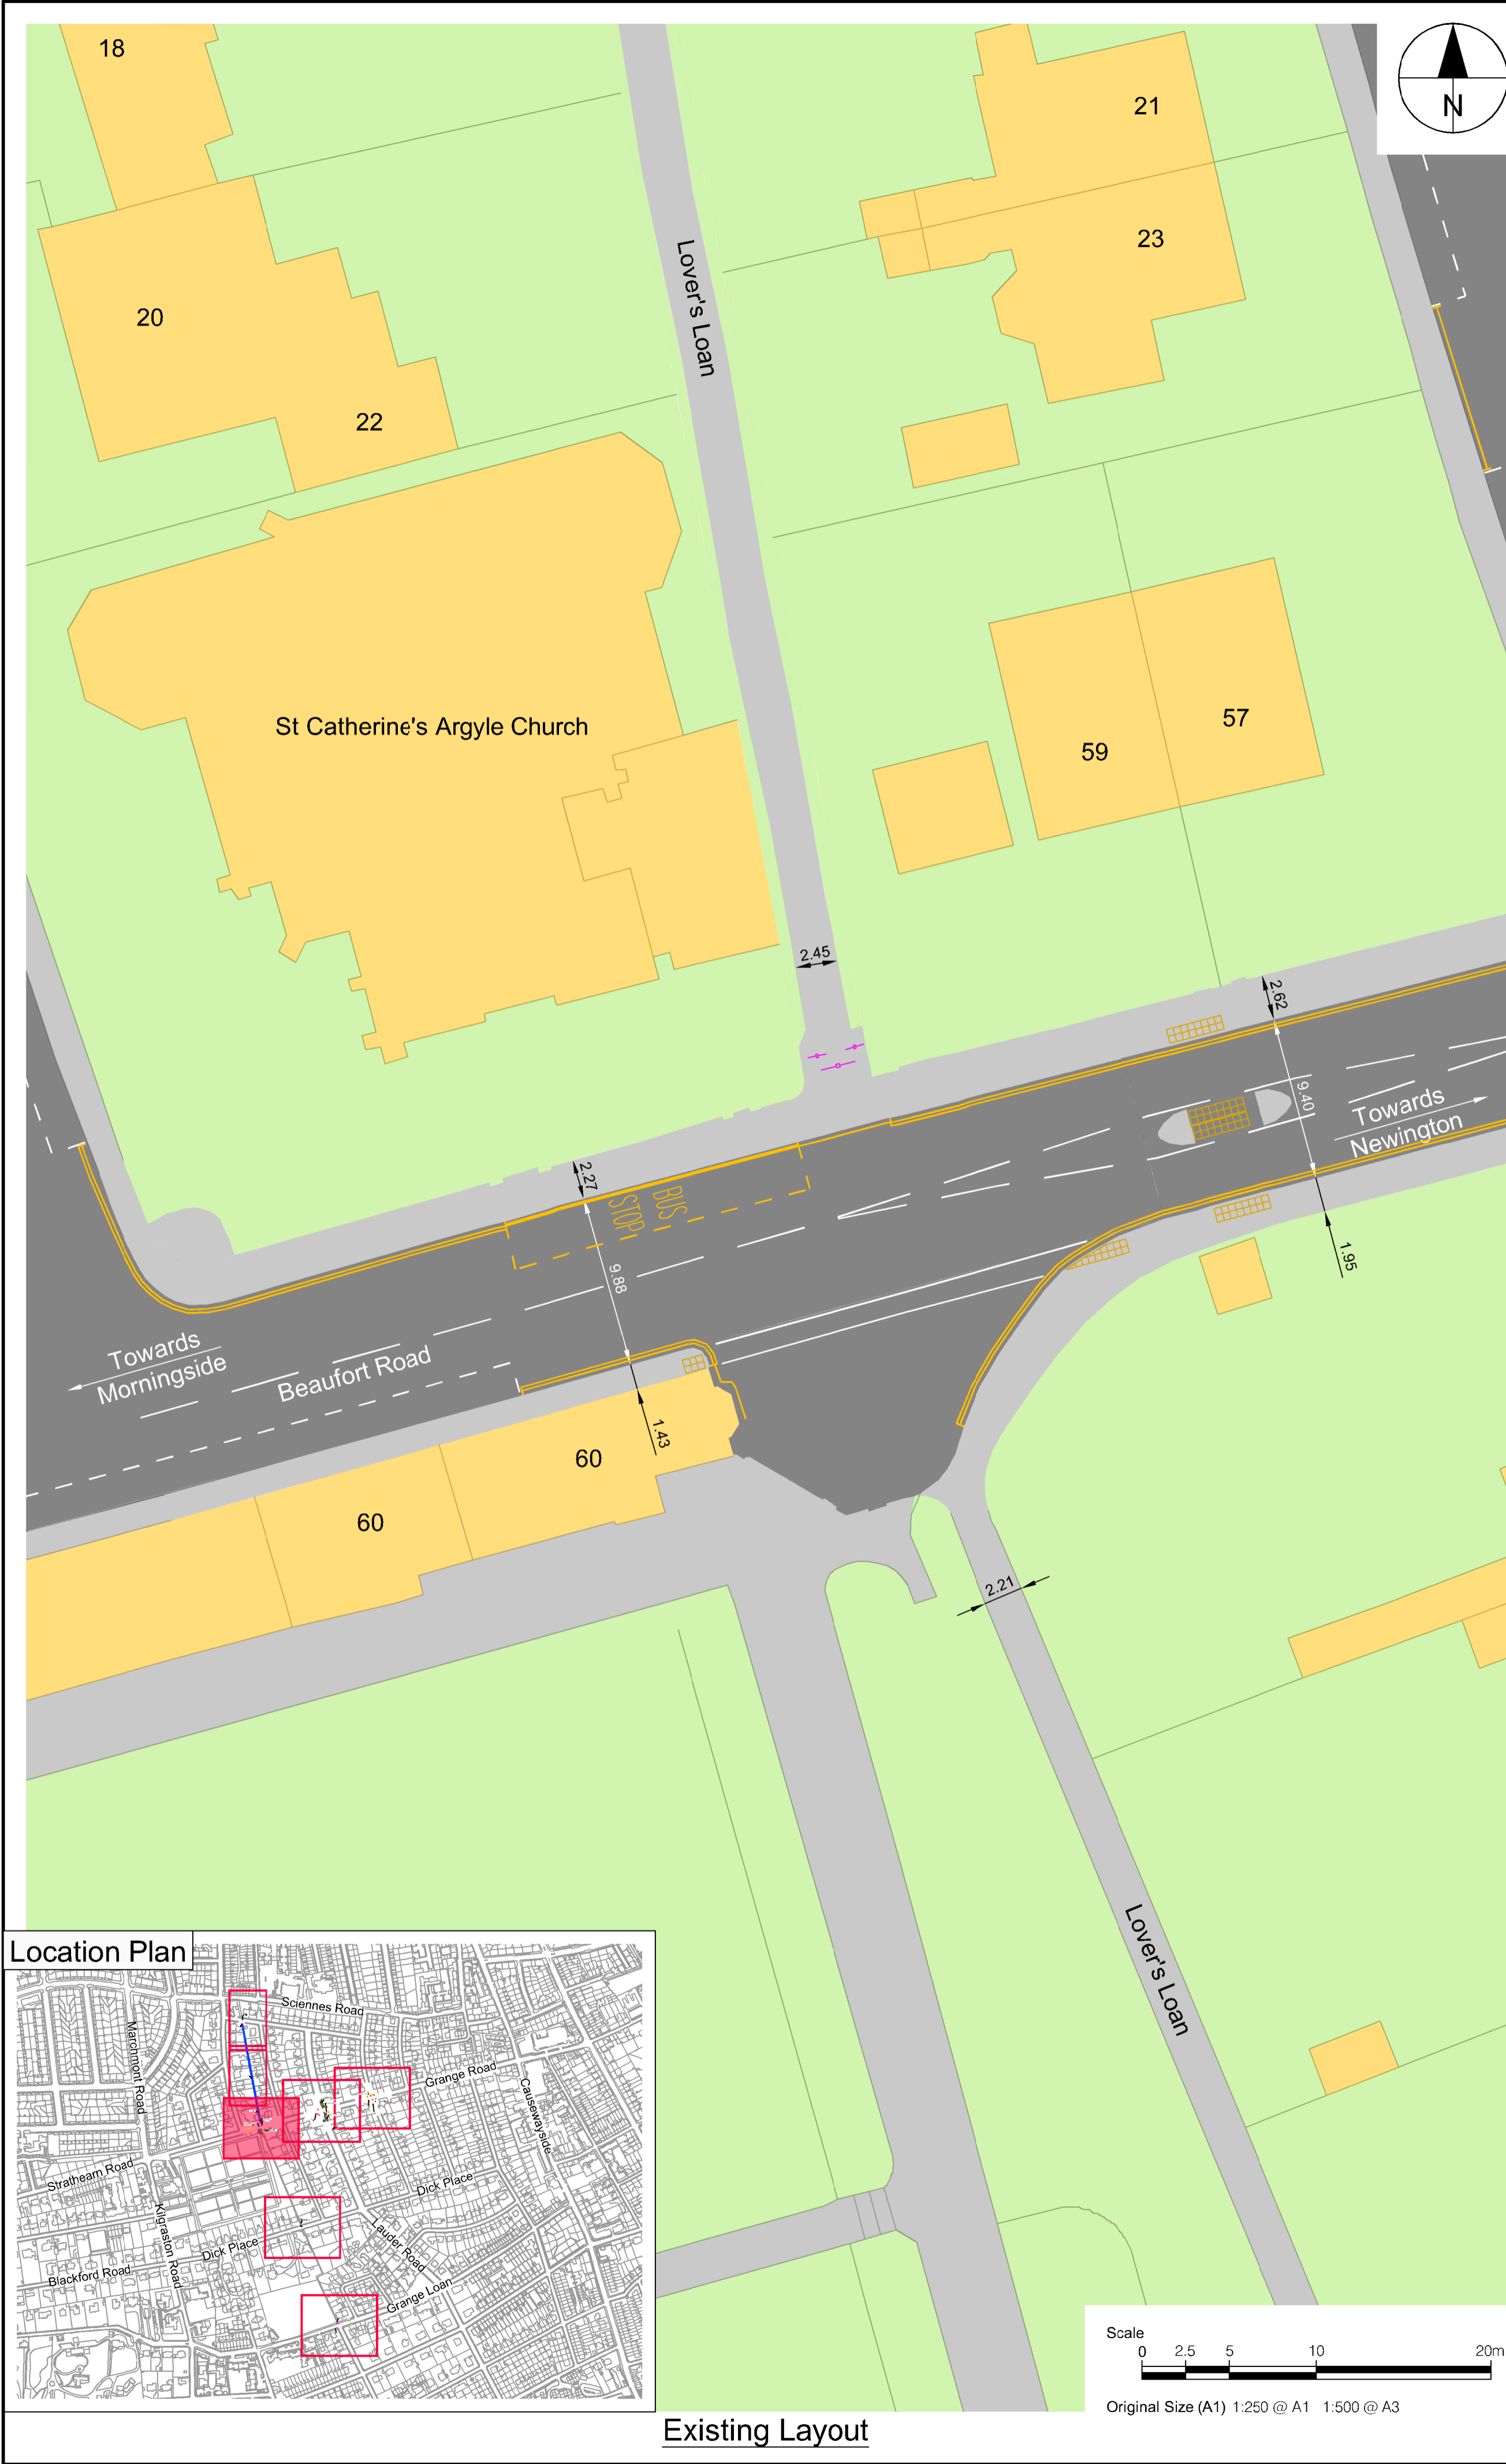 18
21
N
23
Lover's Loan
20
22
St Catherine's Argyle Church
57
59
2.45
2.62
9.40
Towards
Newington
2.27
BUS
STOP
1.95
9.88
Towards
Morningside
Beaufort Road
1.43
60
60
2.21
Lover's Loan
Location Plan
Sciennes Road
Marchmont Road
Grange Road
Causewayside
Strathearn Road
Dick Place
Kilgraston Road
Lauder Road
Dick Place
Blackford Road
Grange Loan
Scale
0 2.5 5 10 20m
Original Size (A1) 1:250 @ A1 1:500 @ A3
Existing Layout